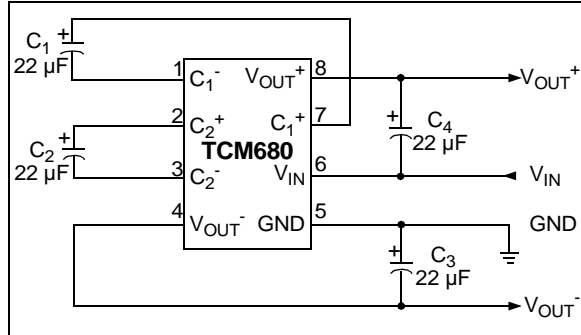 C1 +
22 µF
1 C1-
VOUT+ 8
VOUT+
2 C2+
C1+ 7
+ C4
22 µF
C2 +
22 µF
TCM680
3 C2-
VIN 6
VIN
4 VOUT-
GND 5
GND
+ C3
22 µF
VOUT-